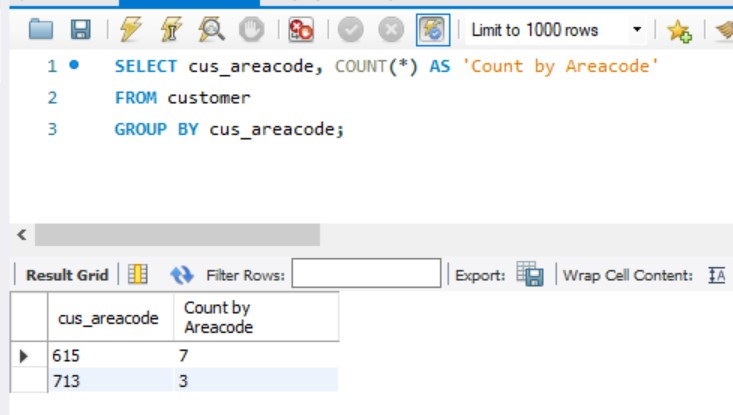 Limit to 1000 rows
1 SELECT cus_areacode, COUNT(*) AS 'Count by Areacode'
2 FROM customer
3 GROUP BY cus_areacode;
Result Grid Filter Rows: Export: Wrap Cell Content: IA
cus_areacode Count by
Areacode
615 7
713 3